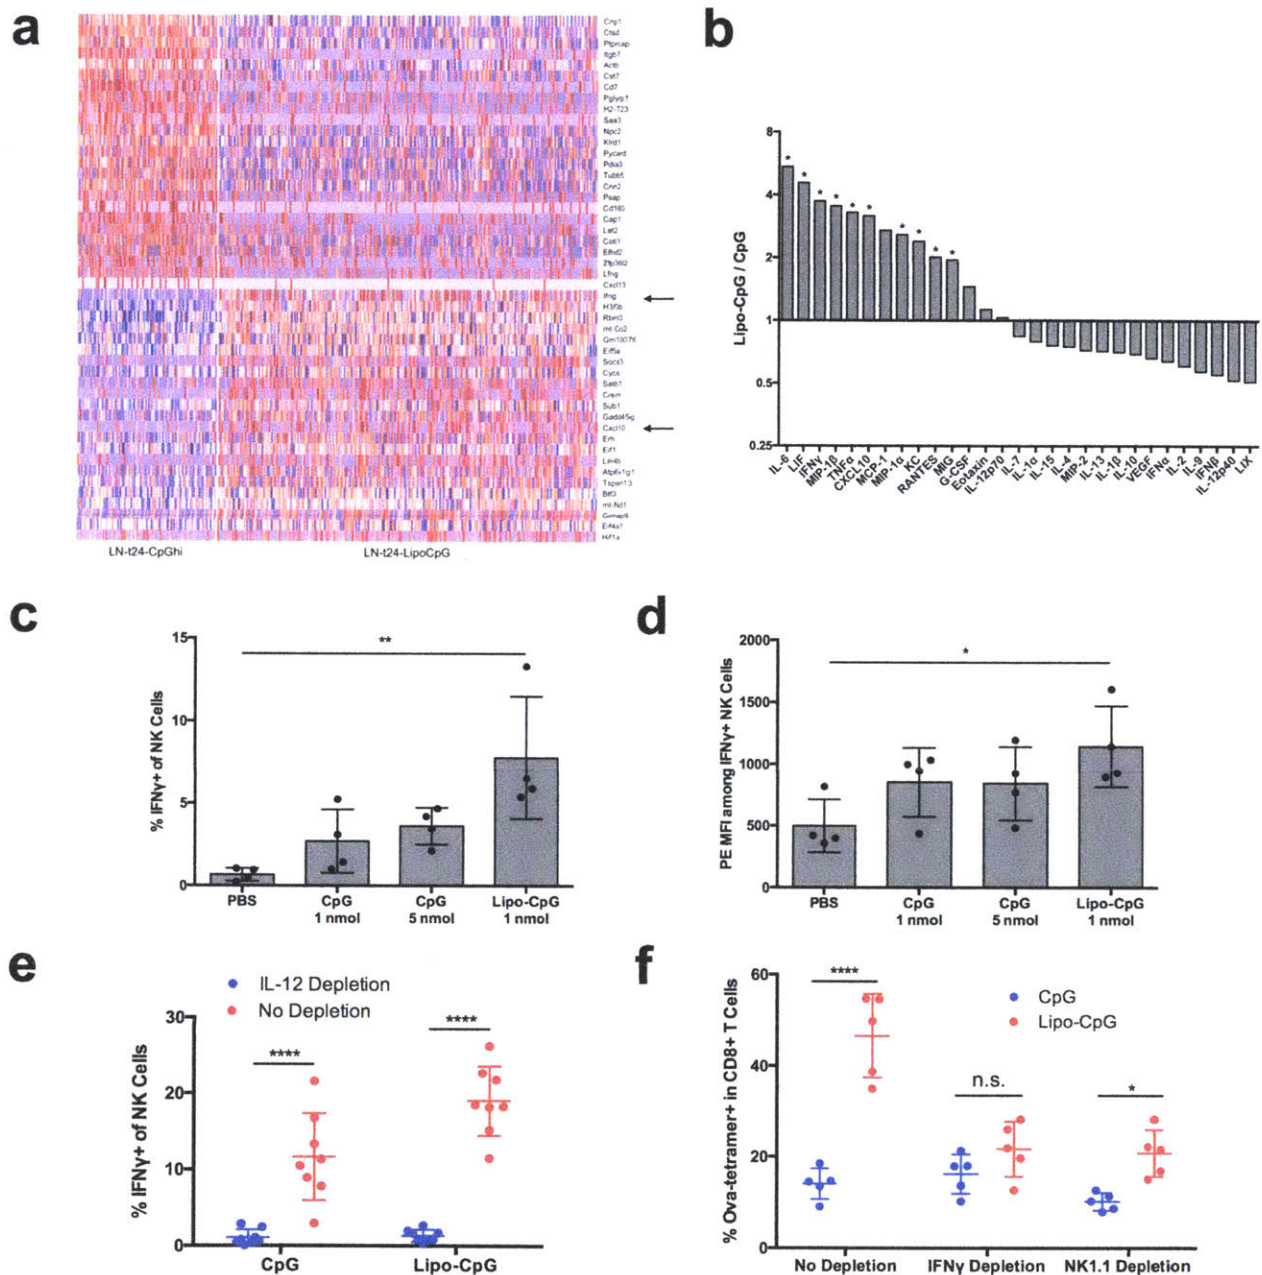 a
Ctsd
Ptprcap
Itgb7
Actb
Cst7
Cd7
Pglyrp1
H2-T23
Npc2
Klrd1
Pycard
Pdia3
Tubb5
Psap
Cd160
Cap1
Lat2
Zfp36l2
Lfng
Cxcl13
Ifng
H3f3b
Rbm3
mt-Co2
Gm10076
Eif5a
Socs3
Cycs
Satb1
Crem
Sub1
Gadd45g
Cxcl10
Erh
Eif1
Atp6v1g1
Tspan13
Btf3
mt-Nd1
Eif4a1
Hif1a
LN-t24-CpGhi
LN-t24-LipoCpG
b
Lipo-CpG / CpG
8
4
2
1
0.5
0.25
* * * * * * * * * *
IL-6
LIF
IFNγ
MIP-1β
TNFα
CXCL10
MCP-1
MIP-1α
KC
RANTES
MIG
G-CSF
Eotaxin
IL-12p70
IL-7
IL-1α
IL-15
IL-4
MIP-2
IL-13
IL-1β
IL-10
VEGF
IFNα
IL-2
IL-9
IFNβ
IL-12p40
LIX
c
% IFNγ+ of NK Cells
15
10
5
0
**
PBS
CpG
1 nmol
CpG
5 nmol
Lipo-CpG
1 nmol
d
PE MFI among IFNγ+ NK Cells
2000
1500
1000
500
0
*
PBS
CpG
1 nmol
CpG
5 nmol
Lipo-CpG
1 nmol
e
IL-12 Depletion
No Depletion
% IFNγ+ of NK Cells
30
20
10
0
****
****
CpG
Lipo-CpG
f
% Ova-tetramer+ in CD8+ T Cells
60
40
20
0
CpG
Lipo-CpG
****
n.s.
*
No Depletion
IFNγ Depletion
NK1.1 Depletion